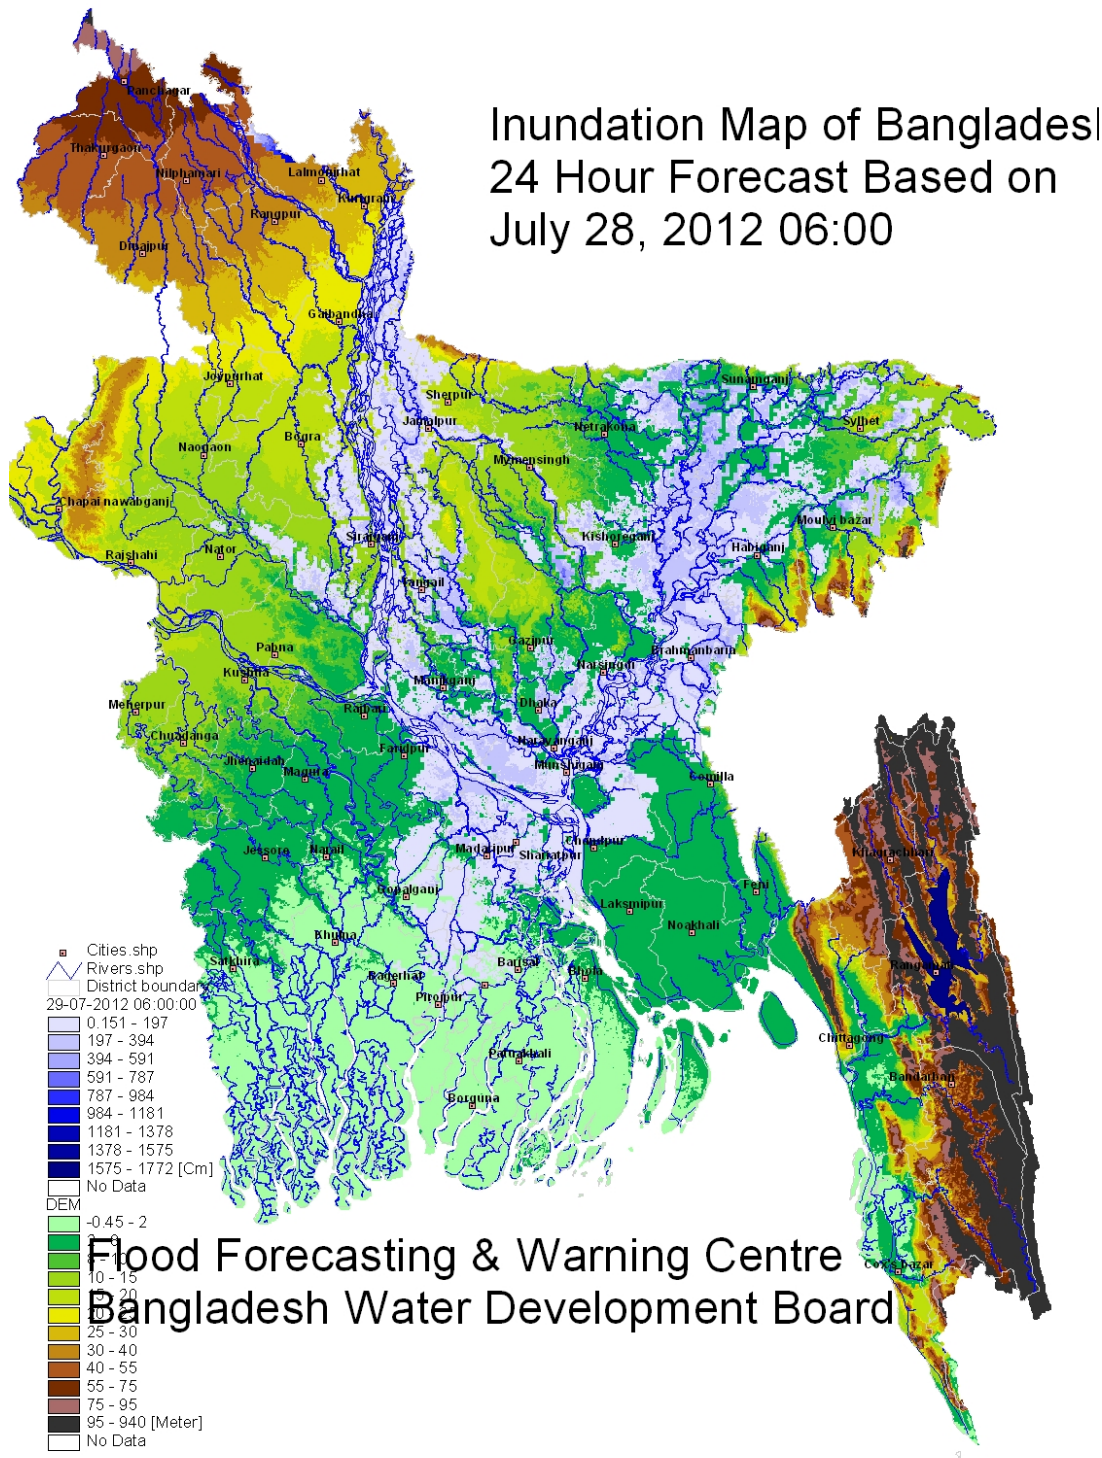 Inundation Map of Bangladesh
24 Hour Forecast Based on
July 28, 2012 06:00
Panchagar
Thakurgaon
Nilphamari
Lalmonirhat
Kurigram
Rangpur
Dinajpur
Gaibandha
Joypurhat
Sherpur
Sunamganj
Jamalpur
Netrakona
Sylhet
Naogaon
Bogra
Mymensingh
Chapai nawabganj
Moulvi bazar
Rajshahi
Nator
Sirajganj
Kishoreganj
Habiganj
Tangail
Pabna
Gazipur
Brahmanbaria
Kushtia
Manikganj
Narsingdi
Meherpur
Rajbari
Dhaka
Chuadanga
Faridpur
Narayanganj
Jhenaidah
Magura
Munshiganj
Comilla
Jessore
Narail
Madaripur
Shariatpur
Chandpur
Khagrachhari
Gopalganj
Laksmipur
Feni
Noakhali
Khulna
Satkhira
Bagerhat
Barisal
Bhola
Rangamati
Pirojpur
Chittagong
Patuakhali
Bandarban
Borguna
Cox's bazar
Cities.shp
Rivers.shp
District boundary
29-07-2012 06:00:00
0.151 - 197
197 - 394
394 - 591
591 - 787
787 - 984
984 - 1181
1181 - 1378
1378 - 1575
1575 - 1772 [Cm]
No Data
DEM
-0.45 - 2
10 - 15
15 - 20
25 - 30
30 - 40
40 - 55
55 - 75
75 - 95
95 - 940 [Meter]
No Data
Flood Forecasting & Warning Centre
Bangladesh Water Development Board